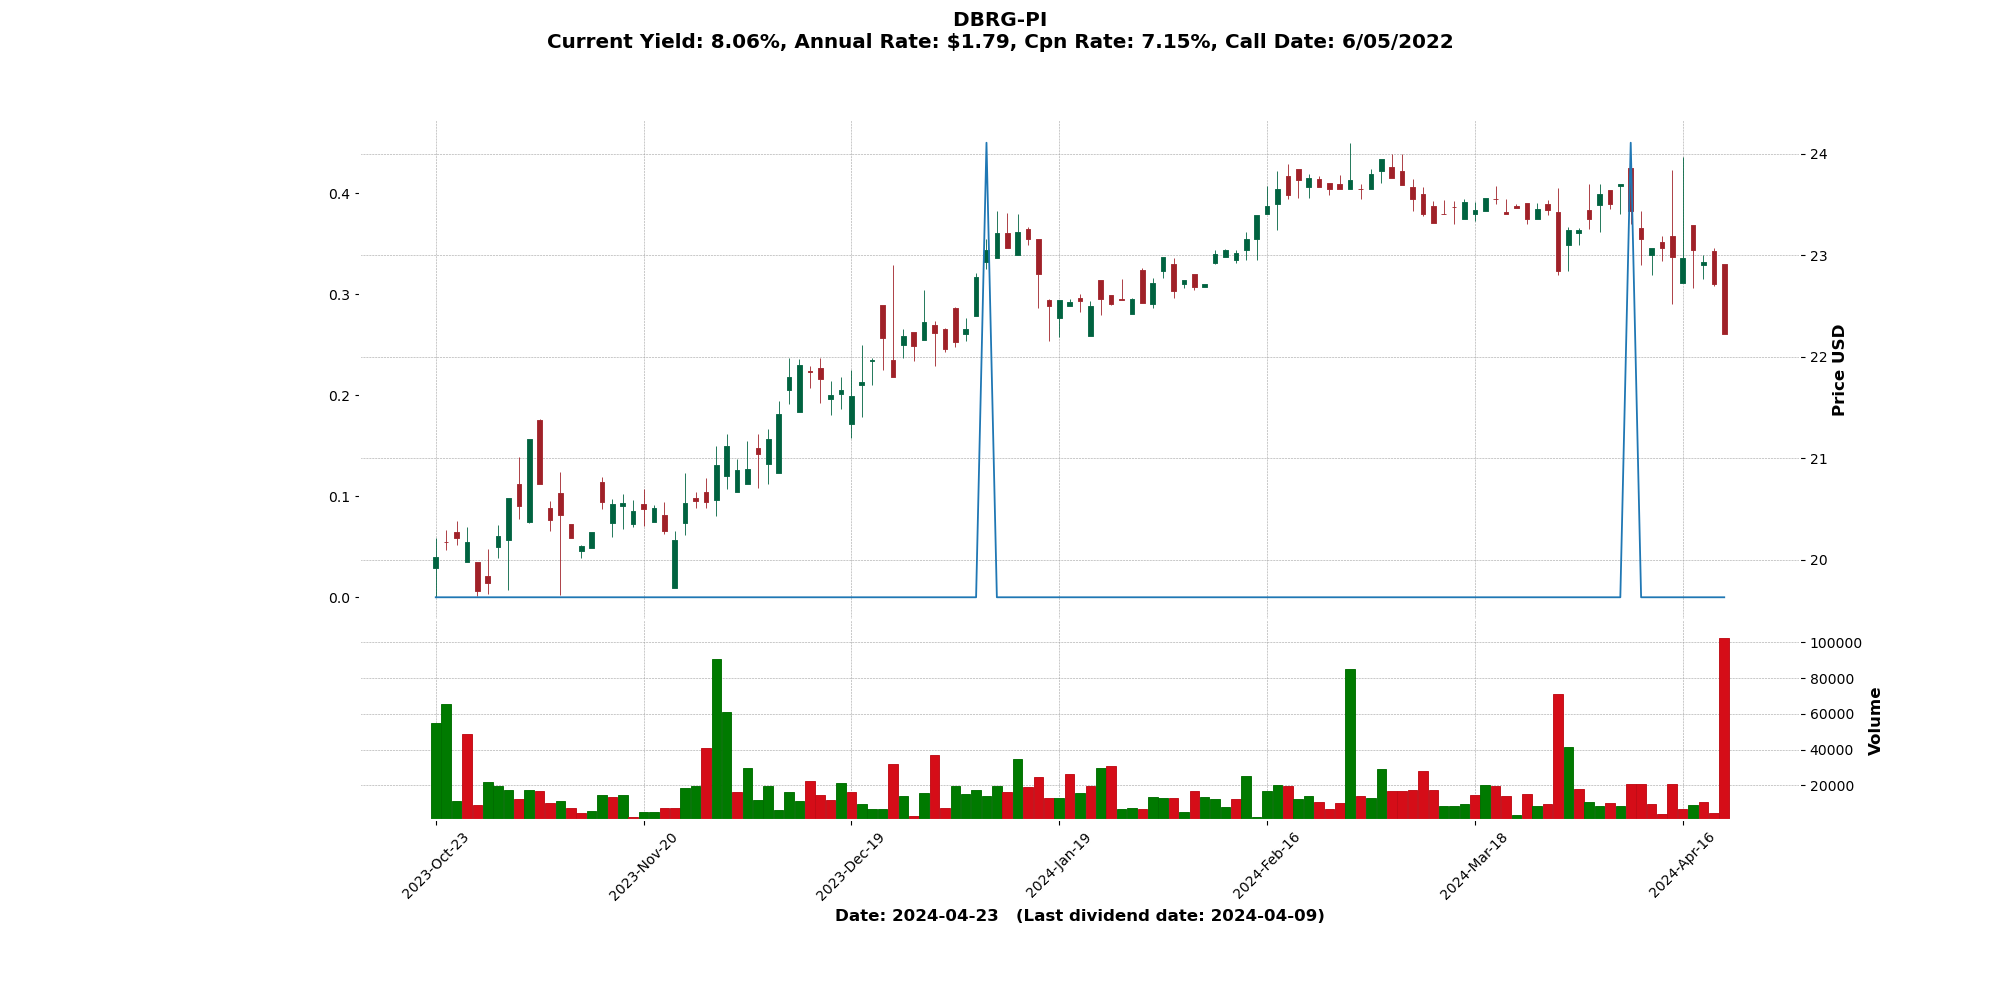 DBRG-PI
Current Yield: 8.06%, Annual Rate: $1.79, Cpn Rate: 7.15%, Call Date: 6/05/2022
0.4
0.3
0.2
0.1
0.0
24
23
22
21
20
Price USD
100000
80000
60000
40000
20000
Volume
2023-Oct-23
2023-Nov-20
2023-Dec-19
2024-Jan-19
2024-Feb-16
2024-Mar-18
2024-Apr-16
Date: 2024-04-23 (Last dividend date: 2024-04-09)